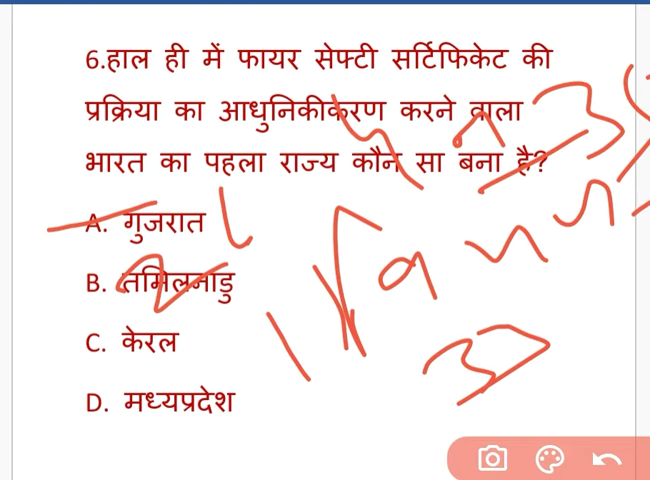 6.हाल ही में फायर सेफ्टी सर्टिफिकेट की
प्रक्रिया का आधुनिकीकरण करने वाला
भारत का पहला राज्य कौन सा बना है?
A. गुजरात
B. तमिलनाडु
C. केरल
D. मध्यप्रदेश